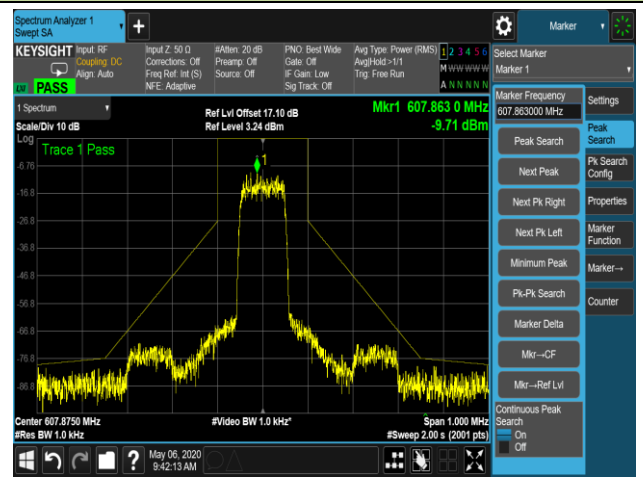 Spectrum Analyzer 1
Swept SA
+
Marker
KEYSIGHT
Input: RF
Coupling: DC
Align: Auto
Input Z: 50 Ω
Corrections: Off
Freq Ref: Int (S)
NFE: Adaptive
#Atten: 20 dB
Preamp: Off
Source: Off
PNO: Best Wide
Gate: Off
IF Gain: Low
Sig Track: Off
Avg Type: Power (RMS)
Avg|Hold:>1/1
Trig: Free Run
1 2 3 4 5 6
M W W W W W
A N N N N N
LXI PASS
Select Marker
Marker 1
1 Spectrum
Scale/Div 10 dB
Ref Lvl Offset 17.10 dB
Ref Level 3.24 dBm
Mkr1 607.863 0 MHz
-9.71 dBm
Log
Trace 1 Pass
1
-6.76
-16.8
-26.8
-36.8
-46.8
-56.8
-66.8
-76.8
-86.8
Center 607.8750 MHz
#Res BW 1.0 kHz
#Video BW 1.0 kHz*
Span 1.000 MHz
#Sweep 2.00 s (2001 pts)
Marker Frequency
607.863000 MHz
Peak Search
Next Peak
Next Pk Right
Next Pk Left
Minimum Peak
Pk-Pk Search
Marker Delta
Mkr→CF
Mkr→Ref Lvl
Continuous Peak
Search
On
Off
Settings
Peak
Search
Pk Search
Config
Properties
Marker
Function
Marker→
Counter
?
May 06, 2020
9:42:13 AM